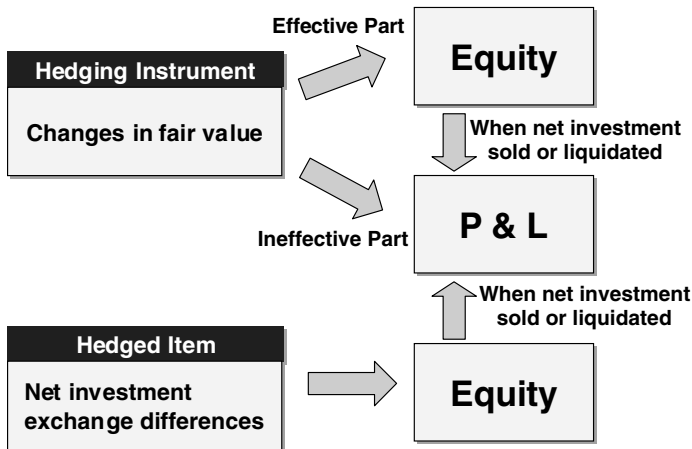 Effective Part
Equity
Hedging Instrument
Changes in fair value
When net investment
sold or liquidated
Ineffective Part
P & L
When net investment
sold or liquidated
Hedged Item
Net investment
exchange differences
Equity